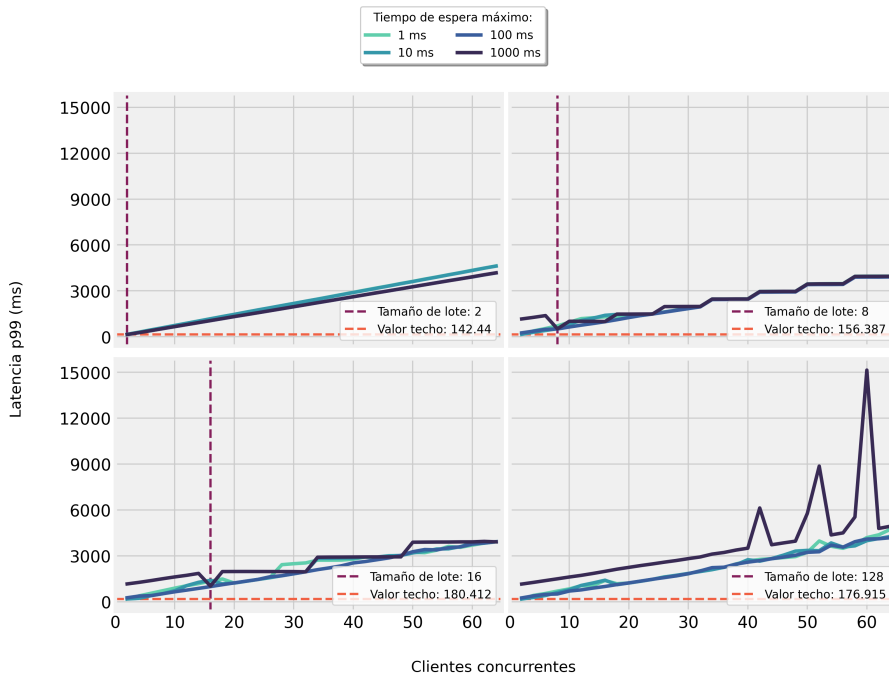 Tiempo de espera máximo:
1 ms
100 ms
10 ms
1000 ms
15000
12000
9000
6000
3000
0
Tamaño de lote: 2
Valor techo: 142.44
Tamaño de lote: 8
Valor techo: 156.387
Latencia p99 (ms)
15000
12000
9000
6000
3000
0
Tamaño de lote: 16
Valor techo: 180.412
Tamaño de lote: 128
Valor techo: 176.915
0 10 20 30 40 50 60
0 10 20 30 40 50 60
Clientes concurrentes